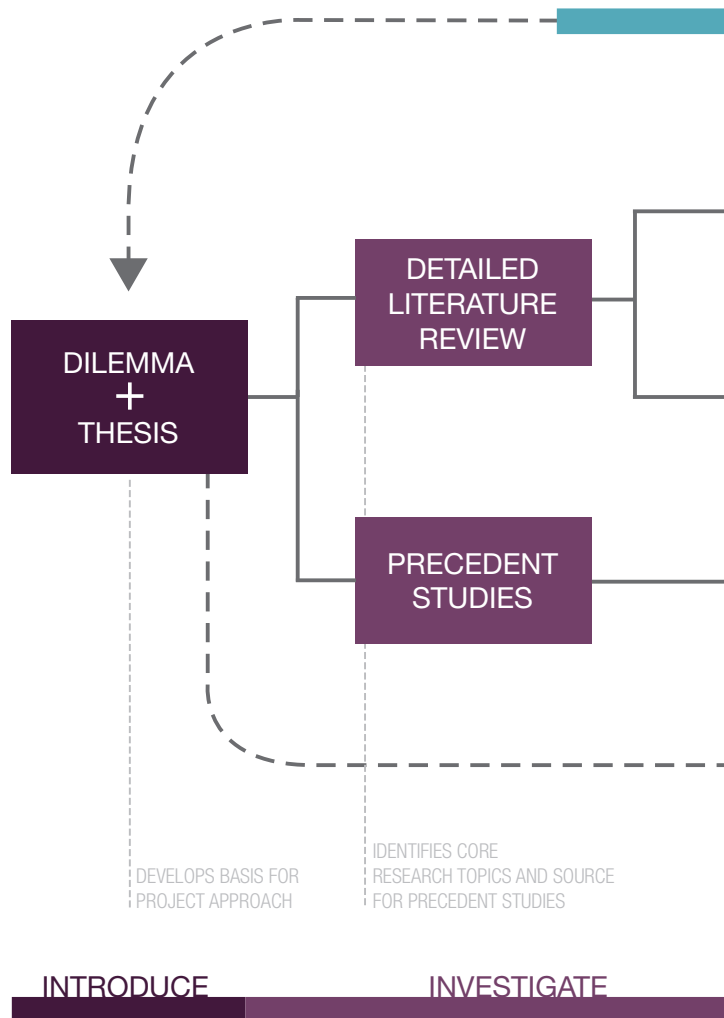 DETAILED
LITERATURE
REVIEW
DILEMMA
+
THESIS
PRECEDENT
STUDIES
DEVELOPS BASIS FOR
PROJECT APPROACH
IDENTIFIES CORE
RESEARCH TOPICS AND SOURCE
FOR PRECEDENT STUDIES
INTRODUCE
INVESTIGATE